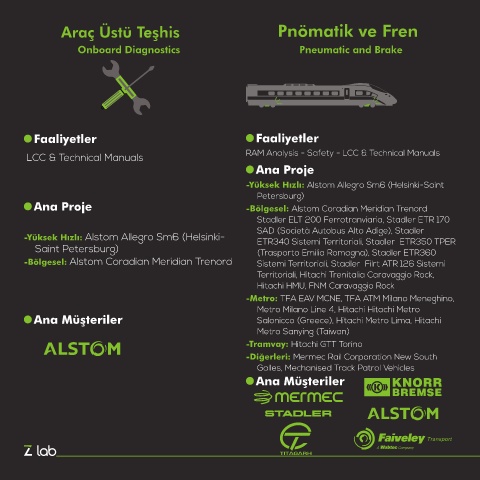 Araç Üstü Teşhis
Onboard Diagnostics
Faaliyetler
LCC & Technical Manuals
Ana Proje
-Yüksek Hızlı: Alstom Allegro Sm6 (Helsinki-
Saint Petersburg)
-Bölgesel: Alstom Coradian Meridian Trenord
Ana Müşteriler
ALSTOM
Pnömatik ve Fren
Pneumatic and Brake
Faaliyetler
RAM Analysis - Safety - LCC & Technical Manuals
Ana Proje
-Yüksek Hızlı: Alstom Allegro Sm6 (Helsinki-Saint
Petersburg)
-Bölgesel: Alstom Coradian Meridian Trenord
Stadler ELT 200 Ferrotranviaria, Stadler ETR 170
SAD (Società Autobus Alto Adige), Stadler
ETR340 Sistemi Territoriali, Stadler ETR350 TPER
(Trasporto Emilia Romagna), Stadler ETR360
Sistemi Territoriali, Stadler Flirt, ATR 126 Sistemi
Territoriali, Hitachi Trenitalia Caravaggio Rock,
Hitachi HMU, FNM Caravaggio Rock
-Metro: TFA EAV MCNE, TFA ATM Milano Meneghino,
Metro Milano Line 4, Hitachi Hitachi Metro
Salonicco (Greece), Hitachi Metro Lima, Hitachi
Metro Sanying (Taiwan)
-Tramvay: Hitachi GTT Torino
-Diğerleri: Mermec Rail Corporation New South
Galles, Mechanised Track Patrol Vehicles
Ana Müşteriler
MERMEC
KNORR
BREMSE
STADLER
ALSTOM
TITAGARH
Faiveley Transport
a Wabtec Company
Z lab